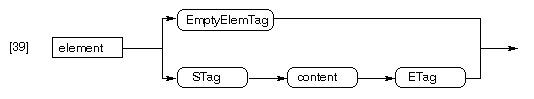 EmptyElemTag
[39] element
STag content ETag